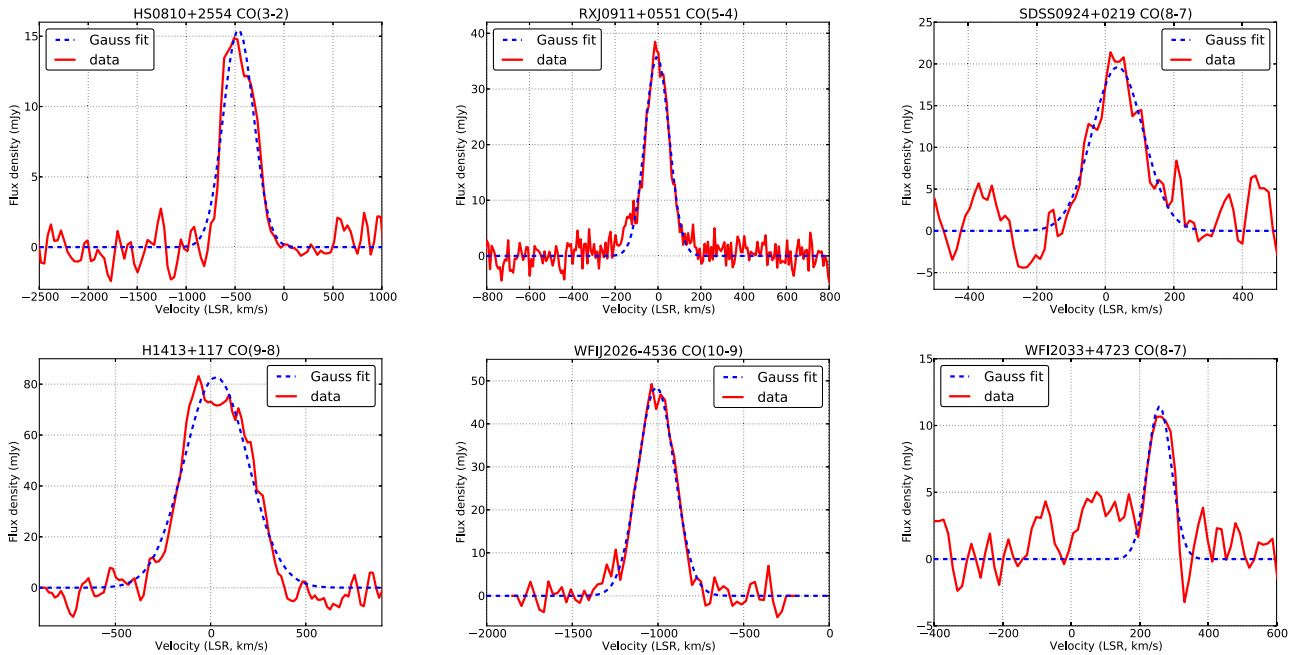 HS0810+2554 CO(3-2)
Gauss fit
data
Flux density (mJy)
15
10
5
0
−2500 −2000 −1500 −1000 −500 0 500 1000
Velocity (LSR, km/s)
RXJ0911+0551 CO(5-4)
Gauss fit
data
Flux density (mJy)
40
30
20
10
0
−800 −600 −400 −200 0 200 400 600 800
Velocity (LSR, km/s)
SDSS0924+0219 CO(8-7)
Gauss fit
data
Flux density (mJy)
25
20
15
10
5
0
−5
−400 −200 0 200 400
Velocity (LSR, km/s)
H1413+117 CO(9-8)
Gauss fit
data
Flux density (mJy)
80
60
40
20
0
−500 0 500
Velocity (LSR, km/s)
WFIJ2026-4536 CO(10-9)
Gauss fit
data
Flux density (mJy)
50
40
30
20
10
0
−2000 −1500 −1000 −500 0
Velocity (LSR, km/s)
WFI2033+4723 CO(8-7)
Gauss fit
data
Flux density (mJy)
15
10
5
0
−5
−400 −200 0 200 400 600
Velocity (LSR, km/s)